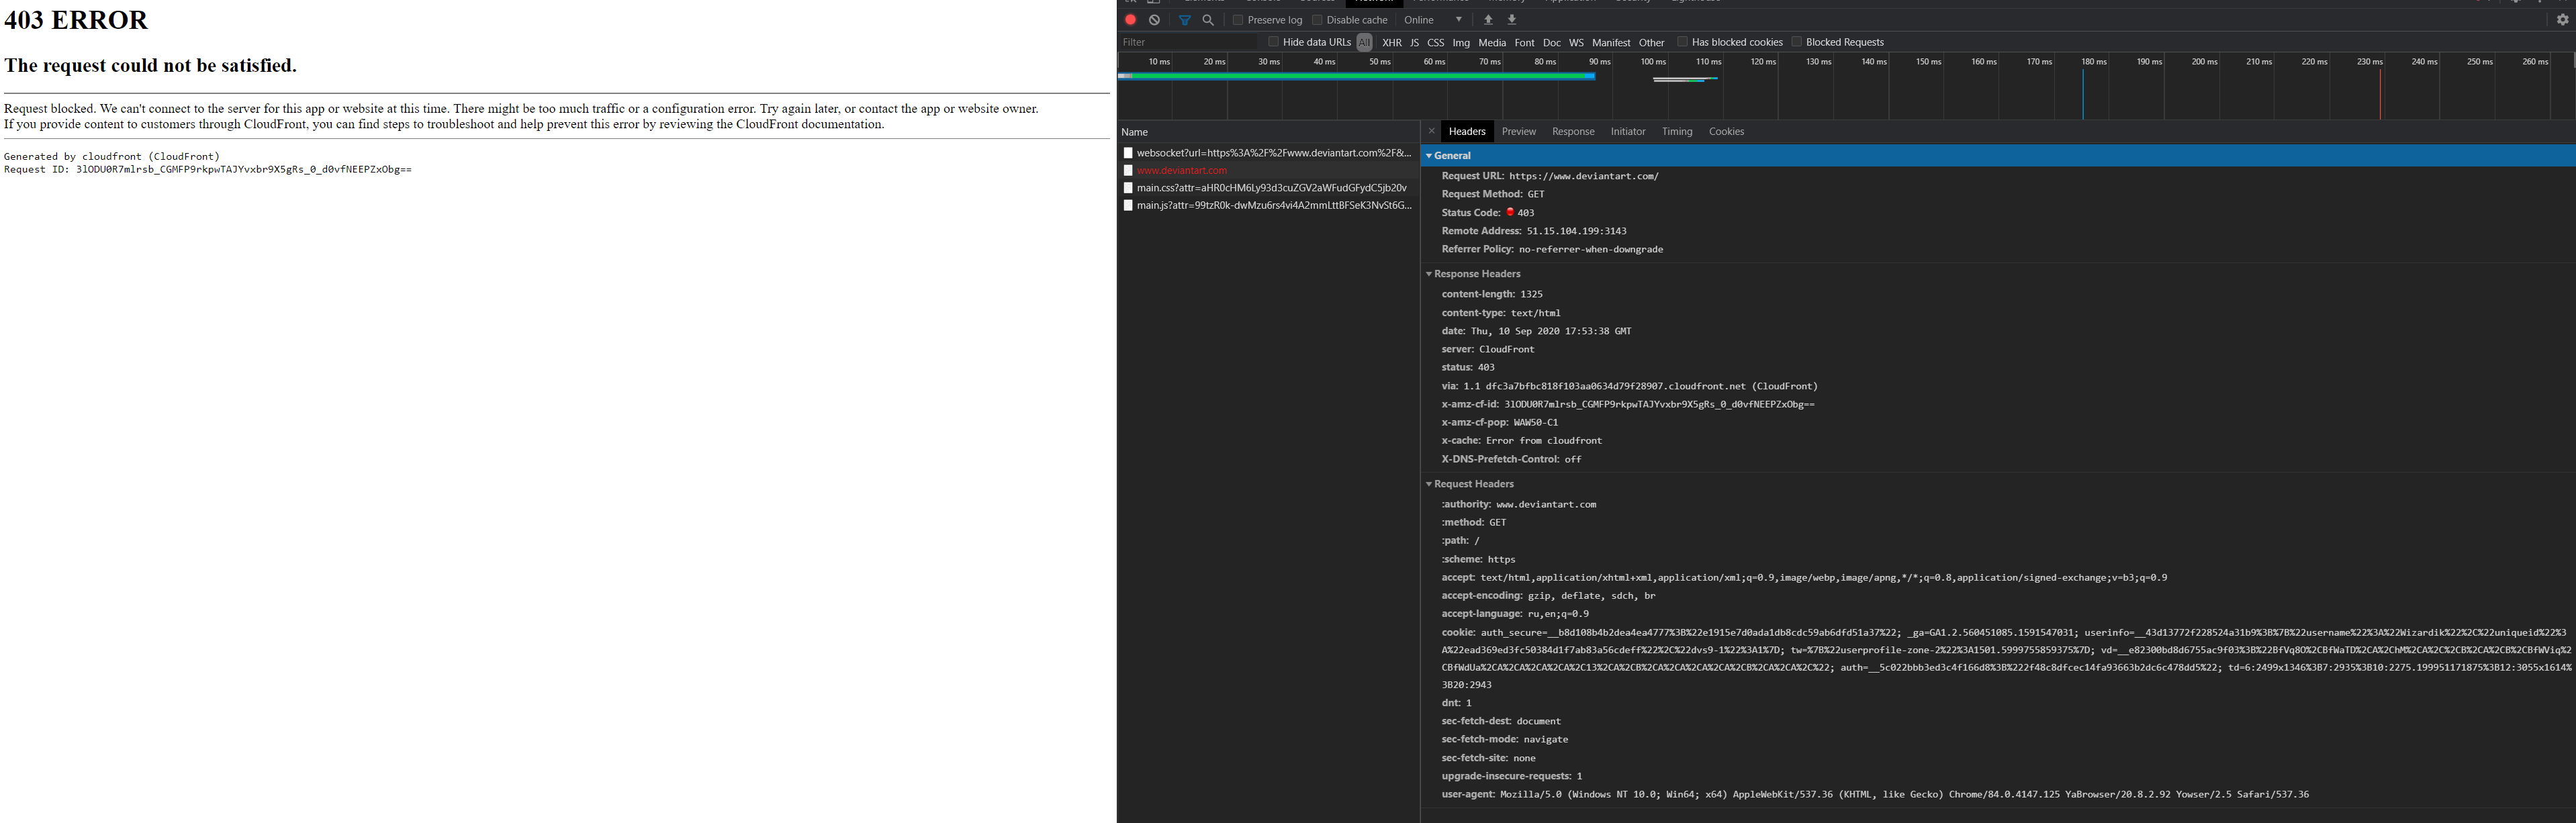 403 ERROR
The request could not be satisfied.
Request blocked. We can't connect to the server for this app or website at this time. There might be too much traffic or a configuration error. Try again later, or contact the app or website owner.
If you provide content to customers through CloudFront, you can find steps to troubleshoot and help prevent this error by reviewing the CloudFront documentation.
Generated by cloudfront (CloudFront)
Request ID: 3lODU0R7mlrsb_CGMFP9rkpwTAJYvxbr9X5gRs_0_d0vfNEEPZxObg==
Preserve log Disable cache Online
Filter Hide data URLs All XHR JS CSS Img Media Font Doc WS Manifest Other Has blocked cookies Blocked Requests
10 ms 20 ms 30 ms 40 ms 50 ms 60 ms 70 ms 80 ms 90 ms 100 ms 110 ms 120 ms 130 ms 140 ms 150 ms 160 ms 170 ms 180 ms 190 ms 200 ms 210 ms 220 ms 230 ms 240 ms 250 ms 260 ms
Name
websocket?url=https%3A%2F%2Fwww.deviantart.com%2F&...
www.deviantart.com
main.css?attr=aHR0cHM6Ly93d3cuZGV2aWFudGFydC5jb20v
main.js?attr=99tzR0k-dwMzu6rs4vi4A2mmLttBFSeK3NvSt6G...
Headers Preview Response Initiator Timing Cookies
General
Request URL: https://www.deviantart.com/
Request Method: GET
Status Code: 403
Remote Address: 51.15.104.199:3143
Referrer Policy: no-referrer-when-downgrade
Response Headers
content-length: 1325
content-type: text/html
date: Thu, 10 Sep 2020 17:53:38 GMT
server: CloudFront
status: 403
via: 1.1 dfc3a7bfbc818f103aa0634d79f28907.cloudfront.net (CloudFront)
x-amz-cf-id: 3lODU0R7mlrsb_CGMFP9rkpwTAJYvxbr9X5gRs_0_d0vfNEEPZxObg==
x-amz-cf-pop: WAW50-C1
x-cache: Error from cloudfront
X-DNS-Prefetch-Control: off
Request Headers
:authority: www.deviantart.com
:method: GET
:path: /
:scheme: https
accept: text/html,application/xhtml+xml,application/xml;q=0.9,image/webp,image/apng,*/*;q=0.8,application/signed-exchange;v=b3;q=0.9
accept-encoding: gzip, deflate, sdch, br
accept-language: ru,en;q=0.9
cookie: auth_secure=__b8d108b4b2dea4ea4777%3B%22e1915e7d0ada1db8cdc59ab6dfd51a37%22; _ga=GA1.2.560451085.1591547031; userinfo=__43d13772f228524a31b9%3B%7B%22username%22%3A%22Wizardik%22%2C%22uniqueid%22%3
A%22ead369ed3fc50384d1f7ab83a56cdeff%22%2C%22dvs9-1%22%3A1%7D; tw=%7B%22userprofile-zone-2%22%3A1501.5999755859375%7D; vd=__e82300bd8d6755ac9f03%3B%22BfVq8O%2CBfWaTD%2CA%2ChM%2CA%2C%2CB%2CA%2CB%2CBfWViq%2
CBfWdUa%2CA%2CA%2CA%2CA%2C13%2CA%2CB%2CA%2CA%2CA%2CA%2CB%2CA%2CA%2C%22; auth=__5c022bbb3ed3c4f166d8%3B%222f48c8dfcec14fa93663b2dc6c478dd5%22; td=6:2499x1346%3B7:2935%3B10:2275.199951171875%3B12:3055x1614%
3B20:2943
dnt: 1
sec-fetch-dest: document
sec-fetch-mode: navigate
sec-fetch-site: none
upgrade-insecure-requests: 1
user-agent: Mozilla/5.0 (Windows NT 10.0; Win64; x64) AppleWebKit/537.36 (KHTML, like Gecko) Chrome/84.0.4147.125 YaBrowser/20.8.2.92 Yowser/2.5 Safari/537.36